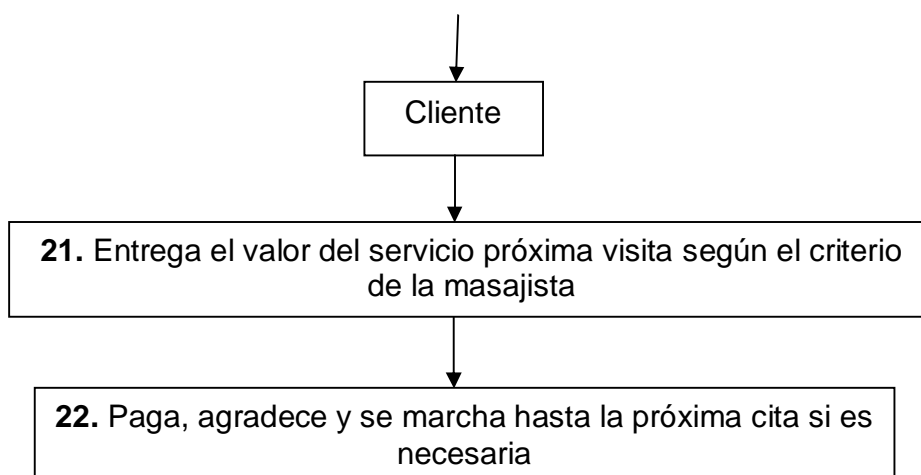 Cliente
21. Entrega el valor del servicio próxima visita según el criterio
de la masajista
22. Paga, agradece y se marcha hasta la próxima cita si es
necesaria